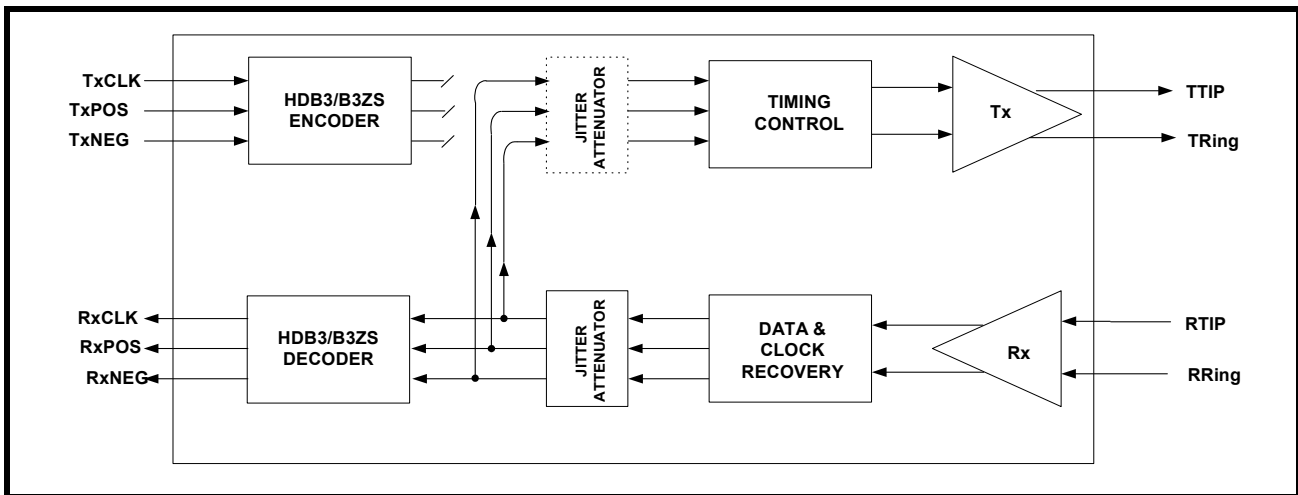 TxCLK
TxPOS
TxNEG
HDB3/B3ZS
ENCODER
JITTER
ATTENUATOR
TIMING
CONTROL
Tx
TTIP
TRing
RxCLK
RxPOS
RxNEG
HDB3/B3ZS
DECODER
JITTER
ATTENUATOR
DATA &
CLOCK
RECOVERY
Rx
RTIP
RRing